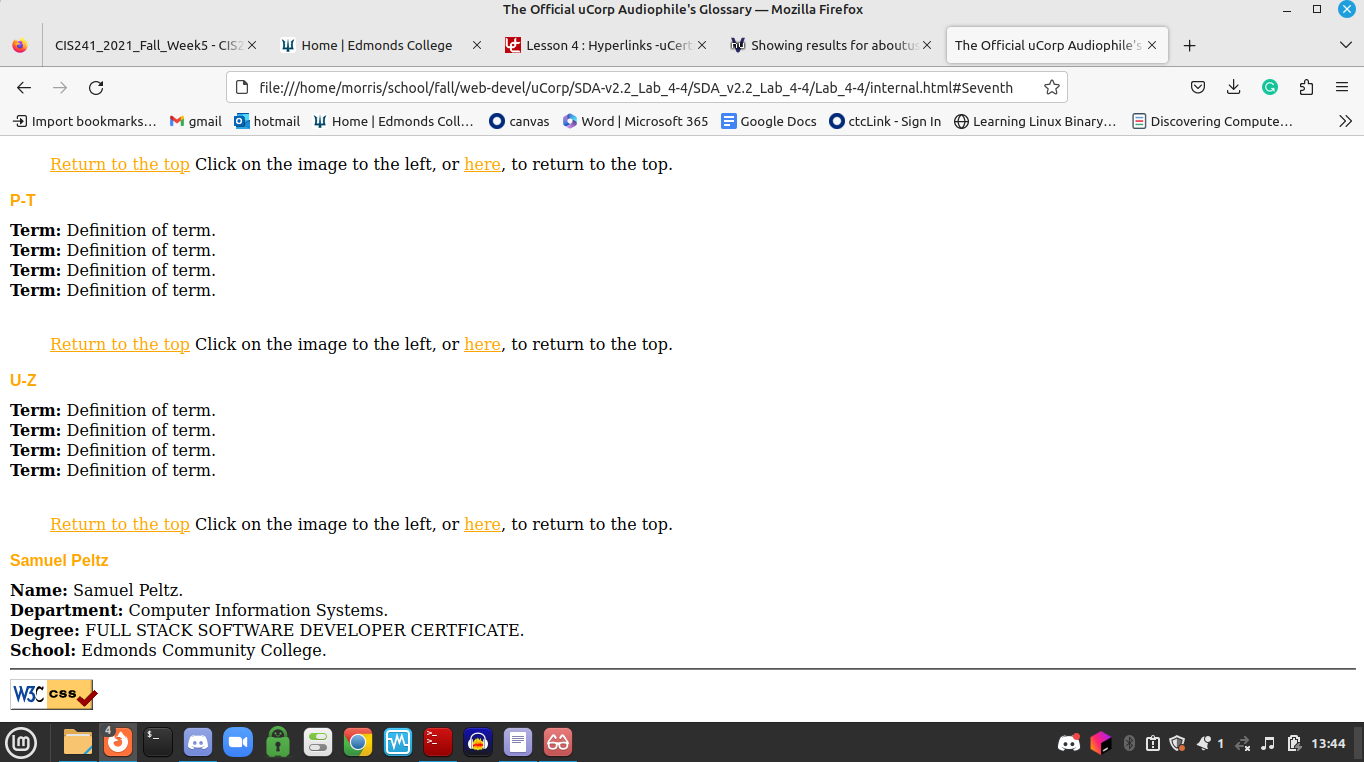 The Official uCorp Audiophile's Glossary — Mozilla Firefox
CIS241_2021_Fall_Week5 - CIS2
Home | Edmonds College
Lesson 4 : Hyperlinks -uCert
Showing results for aboutus
The Official uCorp Audiophile's
file:///home/morris/school/fall/web-devel/uCorp/SDA-v2.2_Lab_4-4/SDA_v2.2_Lab_4-4/Lab_4-4/internal.html#Seventh
Import bookmarks… gmail hotmail Home | Edmonds Coll… canvas Word | Microsoft 365 Google Docs ctcLink - Sign In Learning Linux Binary… Discovering Compute…
Return to the top Click on the image to the left, or here, to return to the top.
P-T
Term: Definition of term.
Term: Definition of term.
Term: Definition of term.
Term: Definition of term.
Return to the top Click on the image to the left, or here, to return to the top.
U-Z
Term: Definition of term.
Term: Definition of term.
Term: Definition of term.
Term: Definition of term.
Return to the top Click on the image to the left, or here, to return to the top.
Samuel Peltz
Name: Samuel Peltz.
Department: Computer Information Systems.
Degree: FULL STACK SOFTWARE DEVELOPER CERTFICATE.
School: Edmonds Community College.
W3C css
4
1 13:44